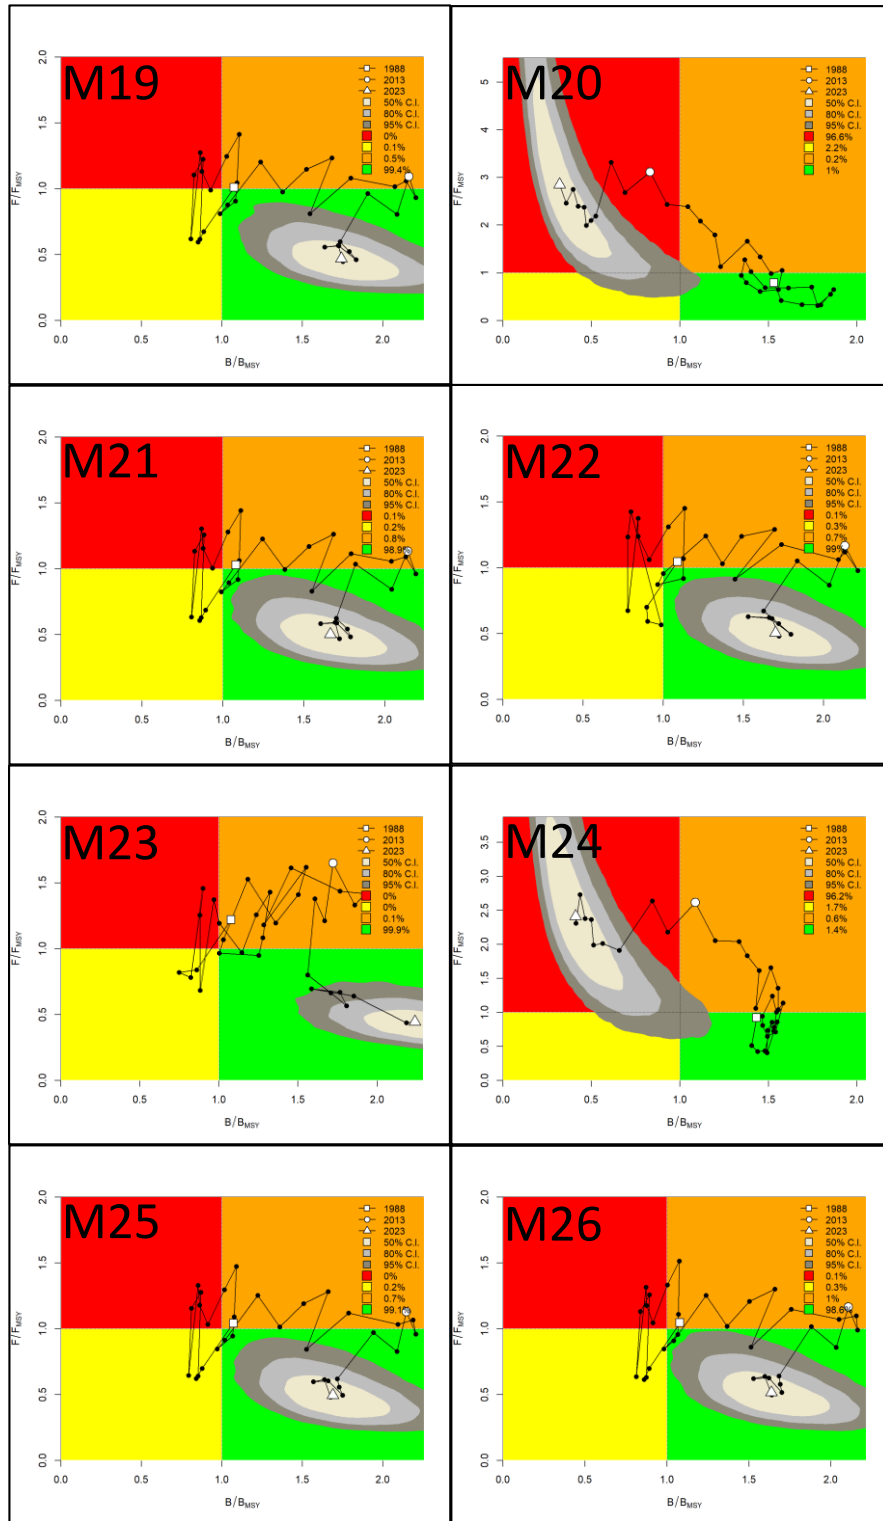 M19
1988
2013
2023
50% C.I.
80% C.I.
95% C.I.
0%
0.1%
0.5%
99.4%
F/FMSY
0.0
0.5
1.0
1.5
2.0
0.0
0.5
1.0
1.5
2.0
B/BMSY
M20
1988
2013
2023
50% C.I.
80% C.I.
95% C.I.
96.6%
2.2%
0.2%
1%
F/FMSY
0
1
2
3
4
5
0.0
0.5
1.0
1.5
2.0
B/BMSY
M21
1988
2013
2023
50% C.I.
80% C.I.
95% C.I.
0.1%
0.2%
0.8%
98.9%
F/FMSY
0.0
0.5
1.0
1.5
2.0
0.0
0.5
1.0
1.5
2.0
B/BMSY
M22
1988
2013
2023
50% C.I.
80% C.I.
95% C.I.
0.1%
0.3%
0.7%
99%
F/FMSY
0.0
0.5
1.0
1.5
2.0
0.0
0.5
1.0
1.5
2.0
B/BMSY
M23
1988
2013
2023
50% C.I.
80% C.I.
95% C.I.
0%
0%
0.1%
99.9%
F/FMSY
0.0
0.5
1.0
1.5
2.0
0.0
0.5
1.0
1.5
2.0
B/BMSY
M24
1988
2013
2023
50% C.I.
80% C.I.
95% C.I.
96.2%
1.7%
0.6%
1.4%
F/FMSY
0.0
0.5
1.0
1.5
2.0
2.5
3.0
3.5
0.0
0.5
1.0
1.5
2.0
B/BMSY
M25
1988
2013
2023
50% C.I.
80% C.I.
95% C.I.
0%
0.2%
0.7%
99.1%
F/FMSY
0.0
0.5
1.0
1.5
2.0
0.0
0.5
1.0
1.5
2.0
B/BMSY
M26
1988
2013
2023
50% C.I.
80% C.I.
95% C.I.
0.1%
0.3%
1%
98.6%
F/FMSY
0.0
0.5
1.0
1.5
2.0
0.0
0.5
1.0
1.5
2.0
B/BMSY